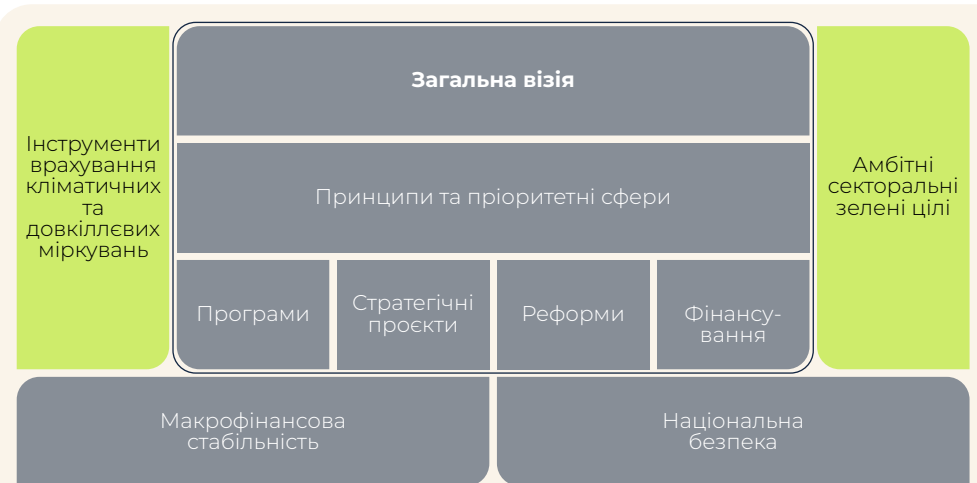 Загальна візія
Інструменти
врахування
кліматичних
та
довкіллєвих
міркувань
Принципи та пріоритетні сфери
Амбітні
секторальні
зелені цілі
Програми
Стратегічні
проєкти
Реформи
Фінансу-
вання
Макрофінансова
стабільність
Національна
безпека